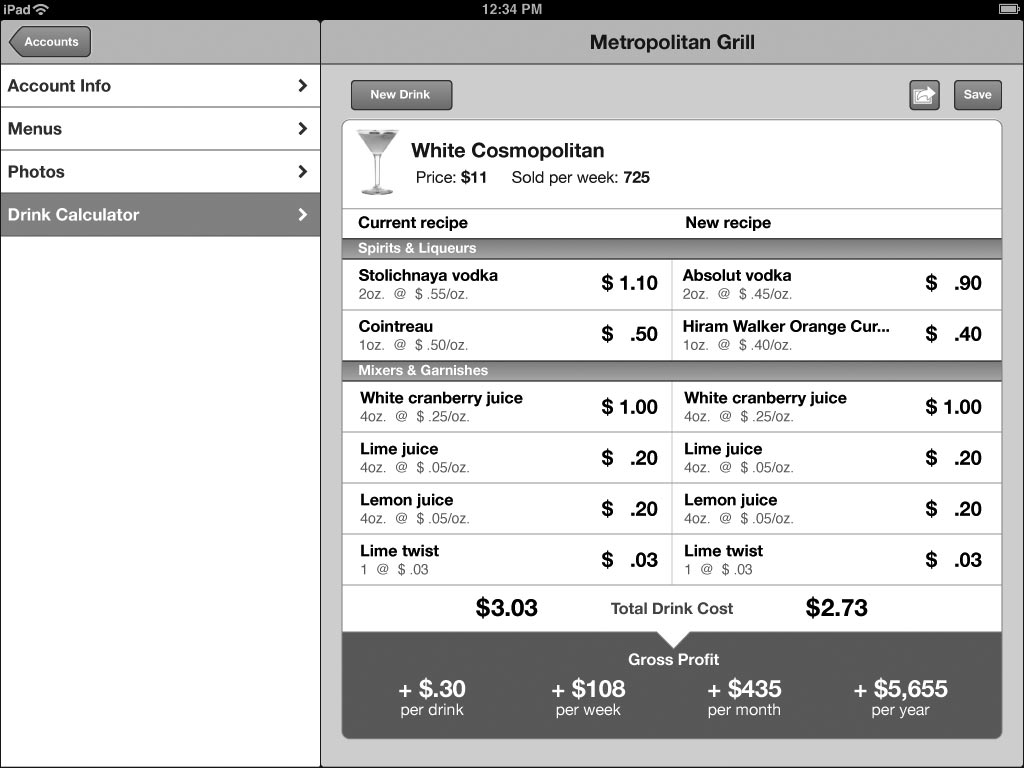 iPad 12:34 PM
Accounts
Metropolitan Grill
Account Info
Menus
Photos
Drink Calculator
New Drink
Save
White Cosmopolitan
Price: $11 Sold per week: 725
Current recipe New recipe
Spirits & Liqueurs
Stolichnaya vodka $ 1.10 Absolut vodka $ .90
2oz. @ $ .55/oz. 2oz. @ $ .45/oz.
Cointreau $ .50 Hiram Walker Orange Cur... $ .40
1oz. @ $ .50/oz. 1oz. @ $ .40/oz.
Mixers & Garnishes
White cranberry juice $ 1.00 White cranberry juice $ 1.00
4oz. @ $ .25/oz. 4oz. @ $ .25/oz.
Lime juice $ .20 Lime juice $ .20
4oz. @ $ .05/oz. 4oz. @ $ .05/oz.
Lemon juice $ .20 Lemon juice $ .20
4oz. @ $ .05/oz. 4oz. @ $ .05/oz.
Lime twist $ .03 Lime twist $ .03
1 @ $ .03 1 @ $ .03
$3.03 Total Drink Cost $2.73
Gross Profit
+ $.30 + $108 + $435 + $5,655
per drink per week per month per year